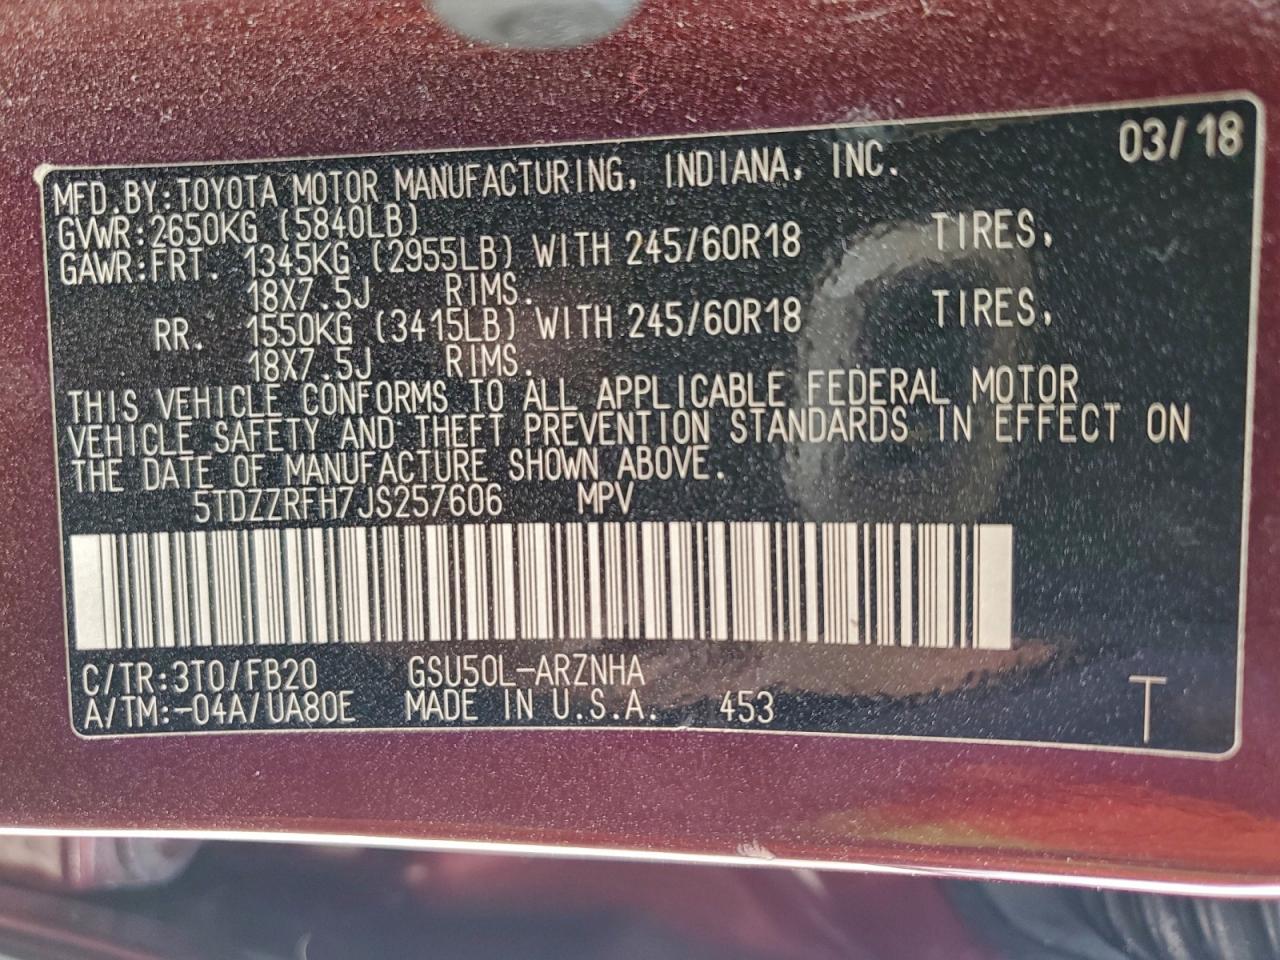 03/18
MFD.BY:TOYOTA MOTOR MANUFACTURING, INDIANA, INC.
GVWR:2650KG (5840LB)
GAWR:FRT. 1345KG (2955LB) WITH 245/60R18 TIRES,
18X7.5J RIMS.
RR. 1550KG (3415LB) WITH 245/60R18 TIRES,
18X7.5J RIMS.
THIS VEHICLE CONFORMS TO ALL APPLICABLE FEDERAL MOTOR
VEHICLE SAFETY AND THEFT PREVENTION STANDARDS IN EFFECT ON
THE DATE OF MANUFACTURE SHOWN ABOVE.
5TDZZRFH7JS257606 MPV
C/TR:3T0/FB20 GSU50L-ARZNHA
A/TM:-04A/UA80E MADE IN U.S.A. 453
T